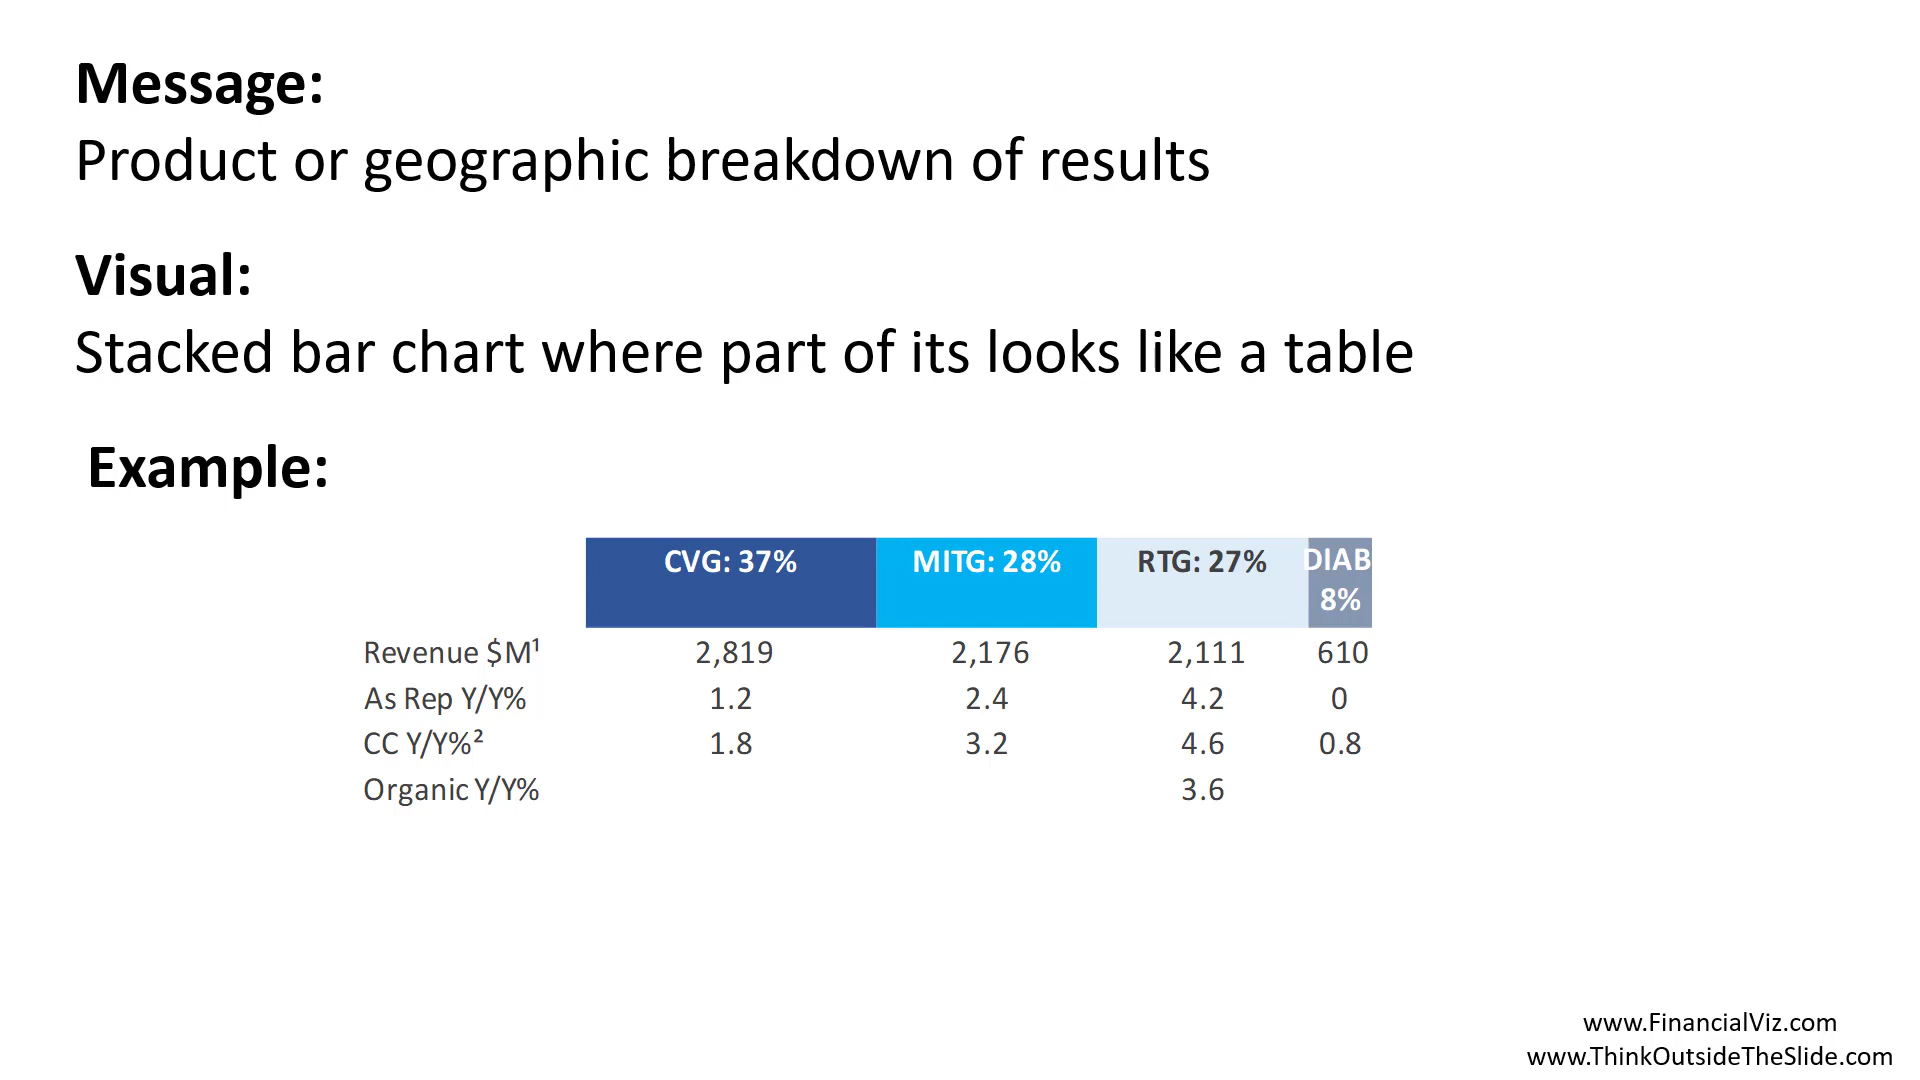 Message:
Product or geographic breakdown of results
Visual:
Stacked bar chart where part of its looks like a table
Example:
CVG: 37% MITG: 28% RTG: 27% DIAB
8%
Revenue $M¹ 2,819 2,176 2,111 610
As Rep Y/Y% 1.2 2.4 4.2 0
CC Y/Y%² 1.8 3.2 4.6 0.8
Organic Y/Y% 3.6
www.FinancialViz.com
www.ThinkOutsideTheSlide.com